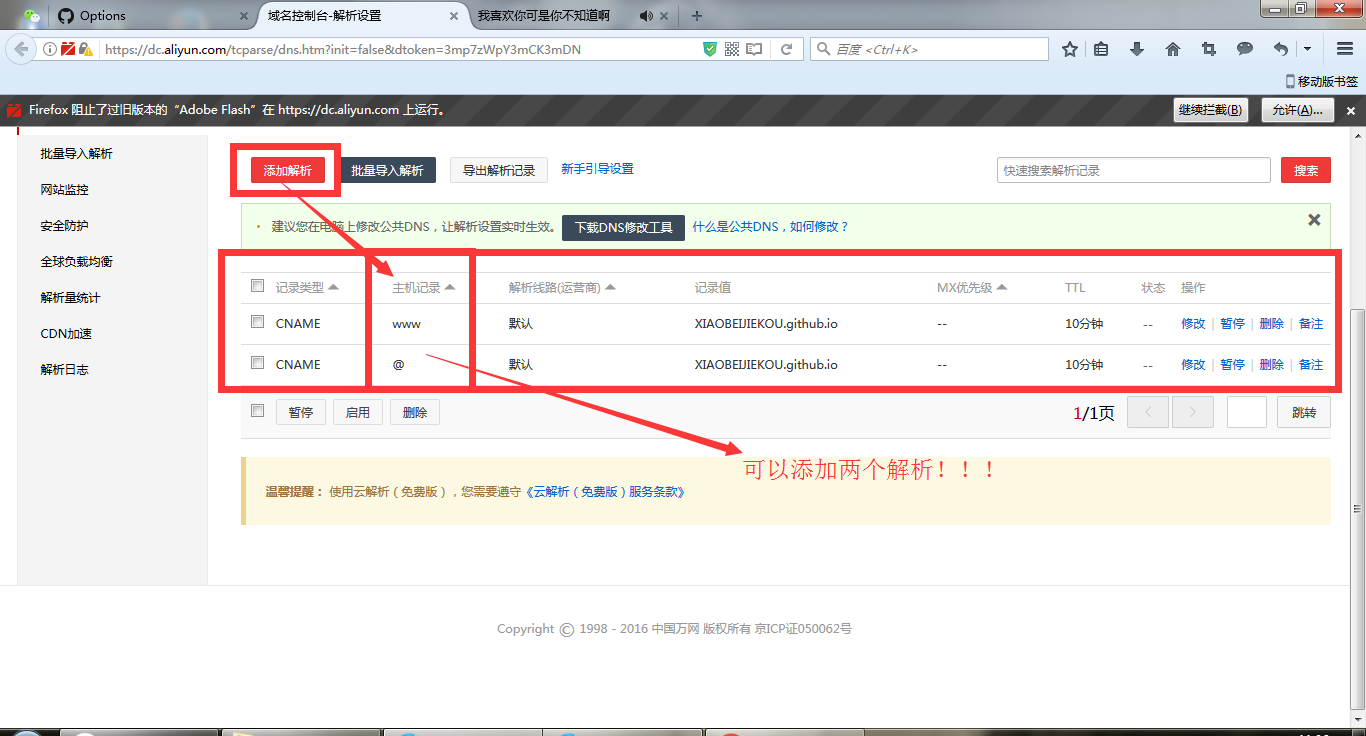 Options
域名控制台-解析设置
我喜欢你可是你不知道啊
https://dc.aliyun.com/tcparse/dns.htm?init=false&dtoken=3mp7zWpY3mCK3mDN
百度 <Ctrl+K>
移动版书签
Firefox 阻止了过旧版本的 “Adobe Flash” 在 https://dc.aliyun.com 上运行。
继续拦截(B)
允许(A)...
批量导入解析
网站监控
安全防护
全球负载均衡
解析量统计
CDN加速
解析日志
添加解析 批量导入解析 导出解析记录 新手引导设置 快速搜索解析记录 搜索
建议您在电脑上修改公共DNS，让解析设置实时生效。 下载DNS修改工具 什么是公共DNS，如何修改？
记录类型 主机记录 解析线路(运营商) 记录值 MX优先级 TTL 状态 操作
CNAME www 默认 XIAOBEIJIEKOU.github.io -- 10分钟 -- 修改 | 暂停 | 删除 | 备注
CNAME @ 默认 XIAOBEIJIEKOU.github.io -- 10分钟 -- 修改 | 暂停 | 删除 | 备注
暂停 启用 删除 1/1页 < > 跳转
可以添加两个解析！！！
温馨提醒： 使用云解析（免费版），您需要遵守《云解析（免费版）服务条款》
Copyright © 1998 - 2016 中国万网 版权所有 京ICP证050062号